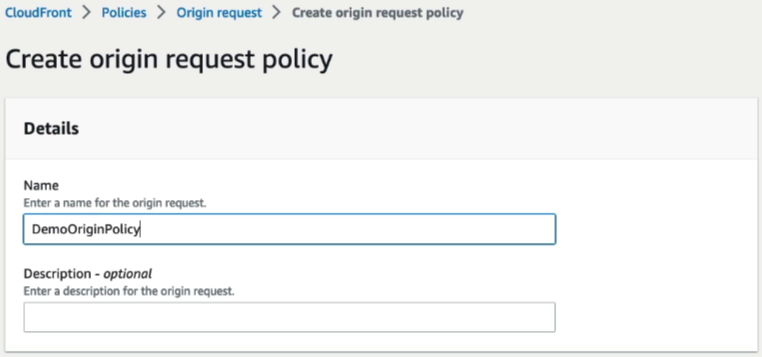 CloudFront > Policies > Origin request > Create origin request policy
Create origin request policy
Details
Name
Enter a name for the origin request.
DemoOriginPolicy
Description - optional
Enter a description for the origin request.